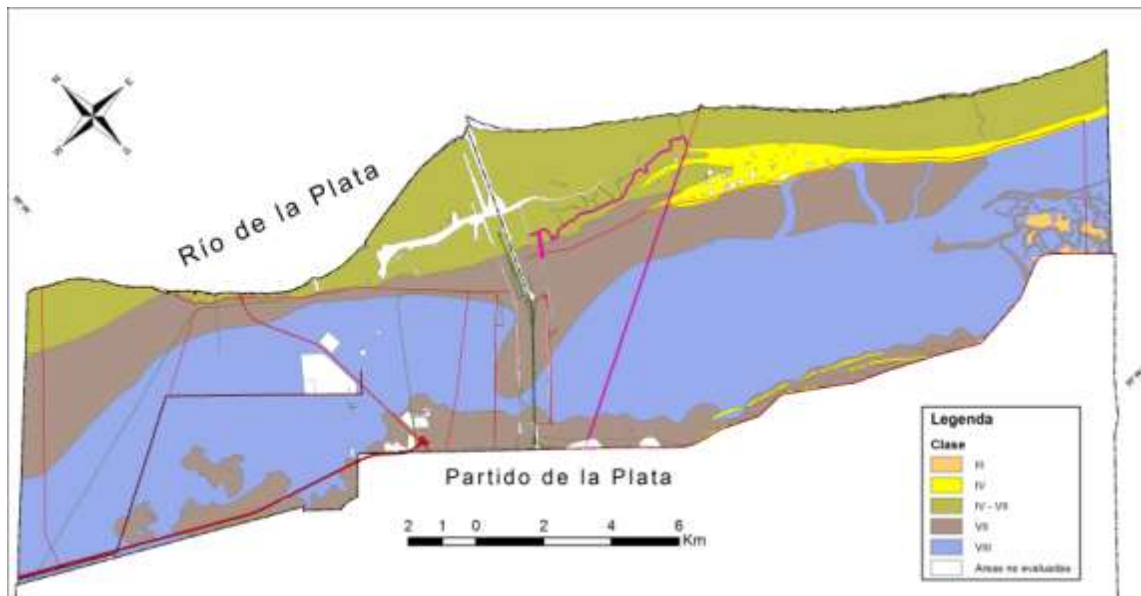 N
E
Río de la Plata
Partido de la Plata
2 1 0 2 4 6
Km
Legenda
Clase
III
IV
IV - VII
VII
VIII
Areas no evaluadas